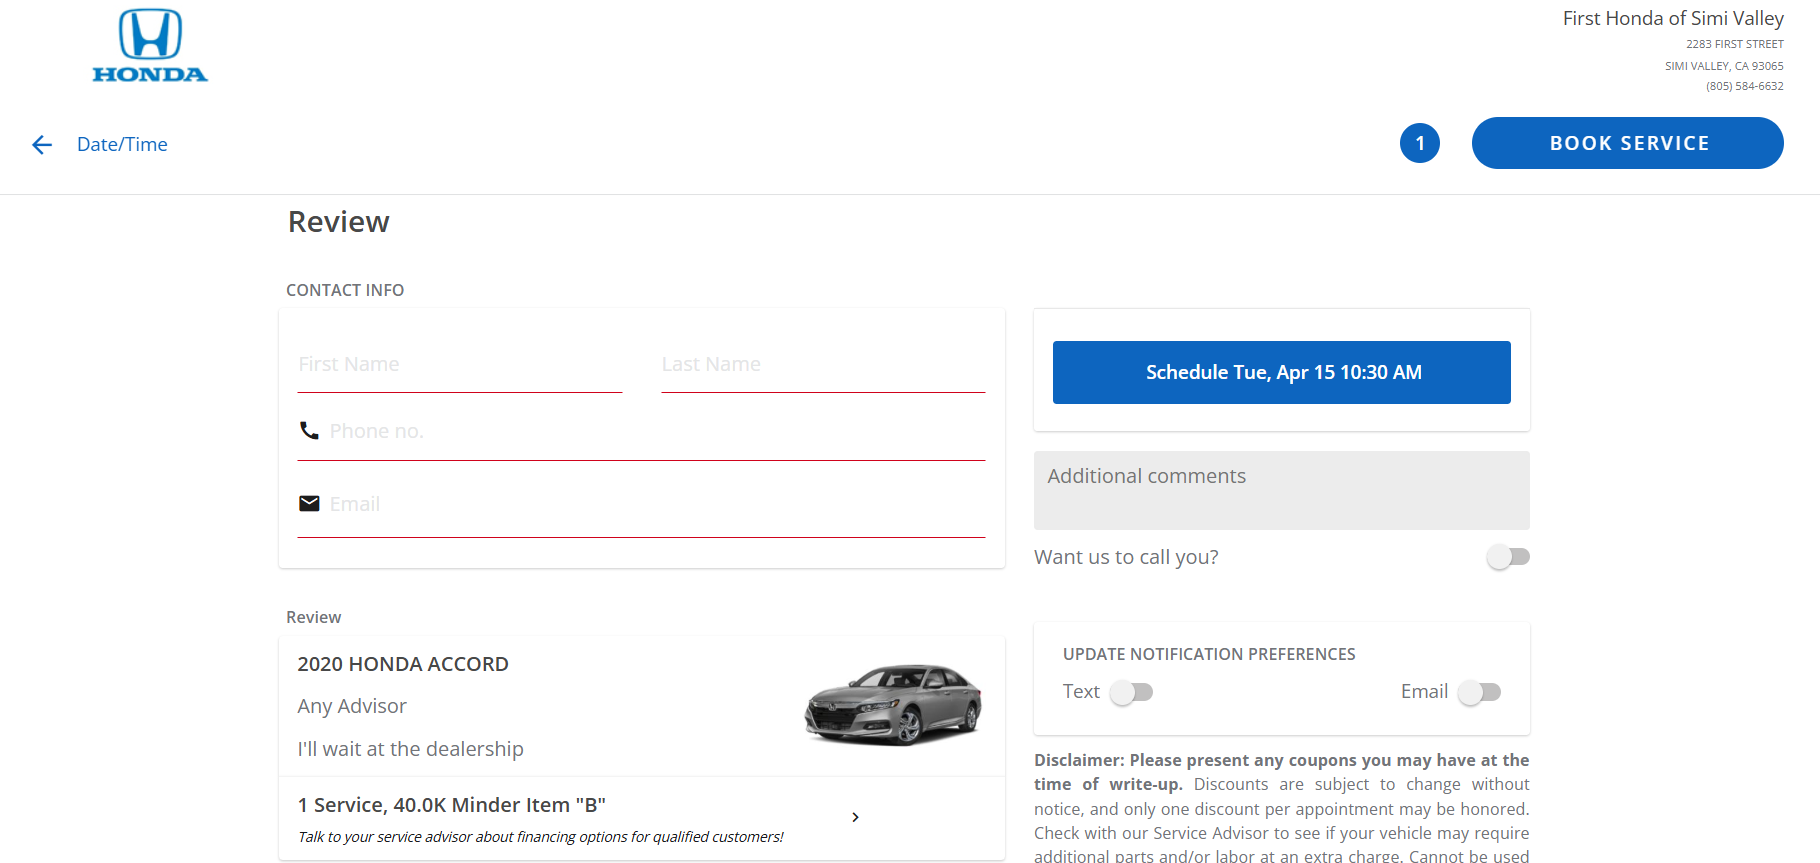 HONDA
First Honda of Simi Valley
2283 FIRST STREET
SIMI VALLEY, CA 93065
(805) 584-6632
Date/Time
1
BOOK SERVICE
Review
CONTACT INFO
First Name
Last Name
Phone no.
Email
Schedule Tue, Apr 15 10:30 AM
Additional comments
Want us to call you?
Review
2020 HONDA ACCORD
Any Advisor
I'll wait at the dealership
1 Service, 40.0K Minder Item "B"
Talk to your service advisor about financing options for qualified customers!
UPDATE NOTIFICATION PREFERENCES
Text
Email
Disclaimer: Please present any coupons you may have at the
time of write-up. Discounts are subject to change without
notice, and only one discount per appointment may be honored.
Check with our Service Advisor to see if your vehicle may require
additional parts and/or labor at an extra charge. Cannot be used